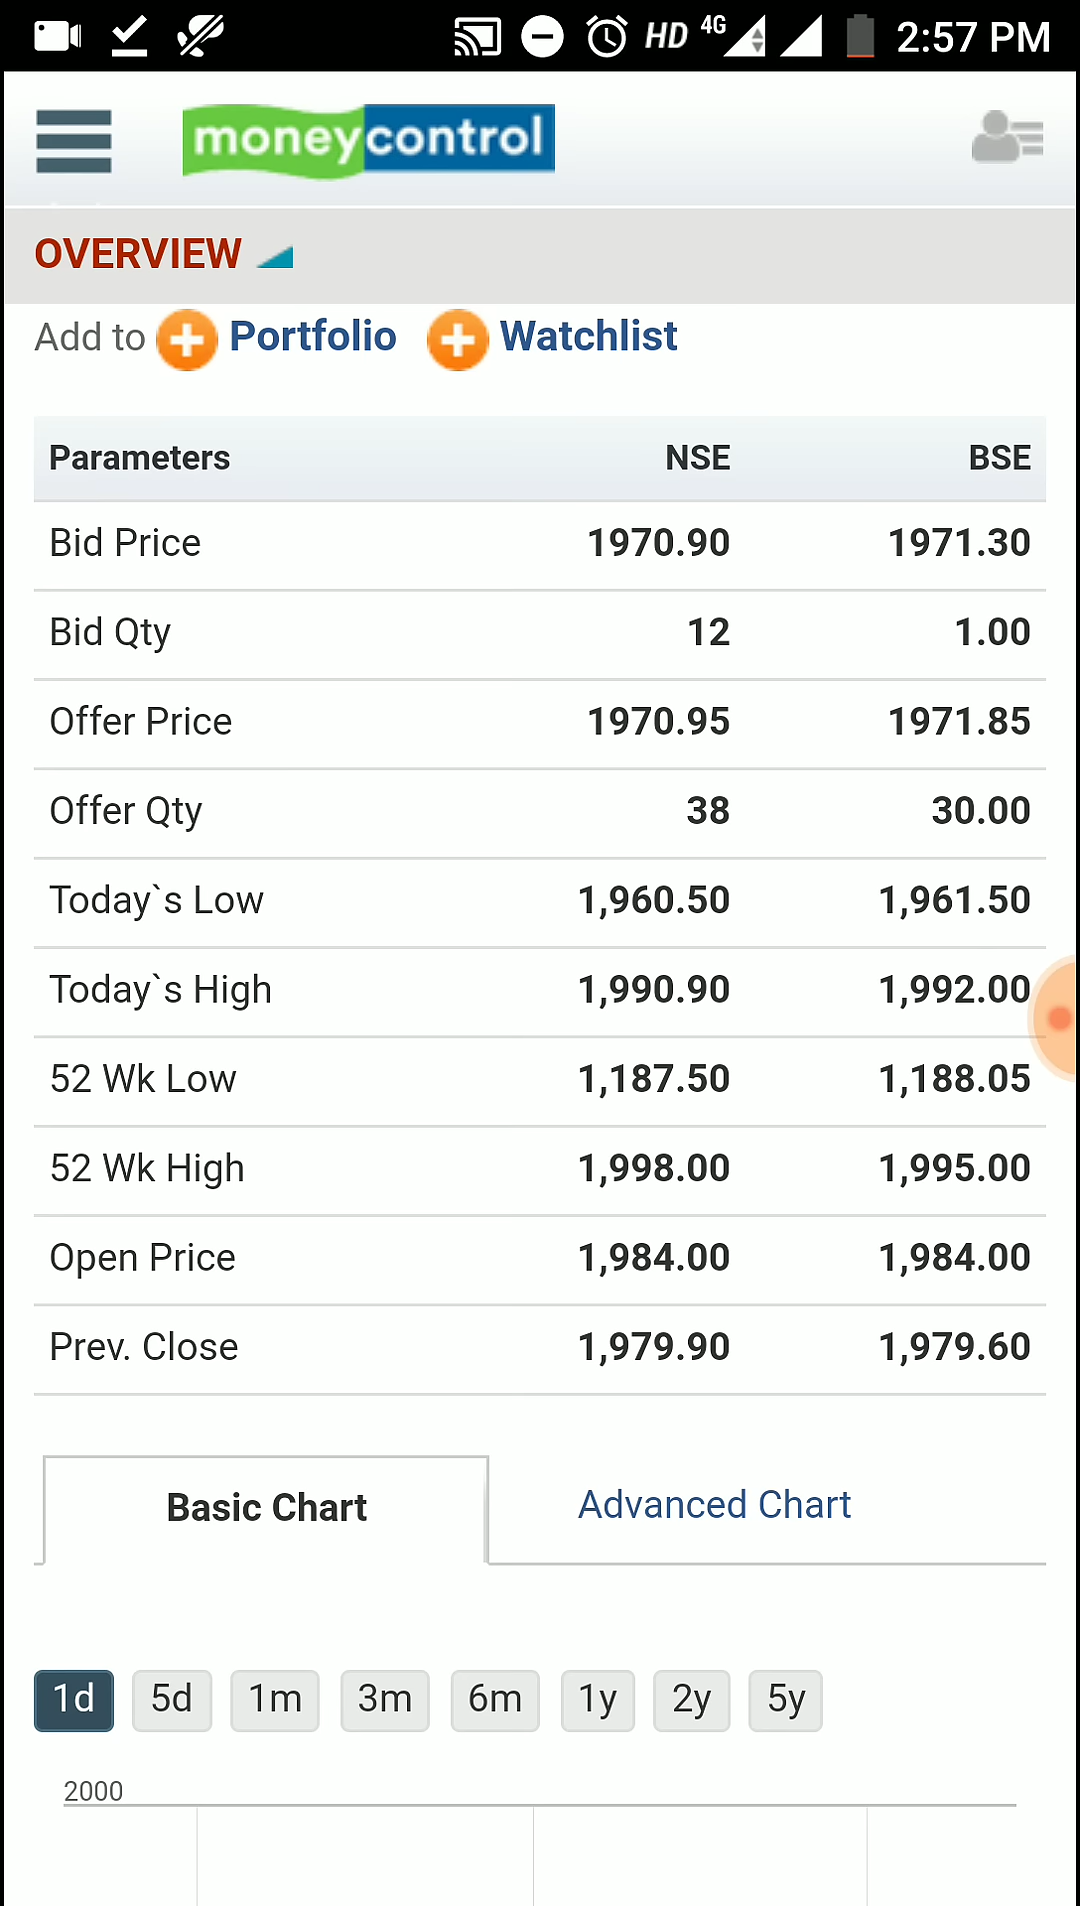 HD 4G 2:57 PM
moneycontrol
OVERVIEW
Add to Portfolio Watchlist
Parameters NSE BSE
Bid Price 1970.90 1971.30
Bid Qty 12 1.00
Offer Price 1970.95 1971.85
Offer Qty 38 30.00
Today`s Low 1,960.50 1,961.50
Today`s High 1,990.90 1,992.00
52 Wk Low 1,187.50 1,188.05
52 Wk High 1,998.00 1,995.00
Open Price 1,984.00 1,984.00
Prev. Close 1,979.90 1,979.60
Basic Chart Advanced Chart
1d 5d 1m 3m 6m 1y 2y 5y
2000